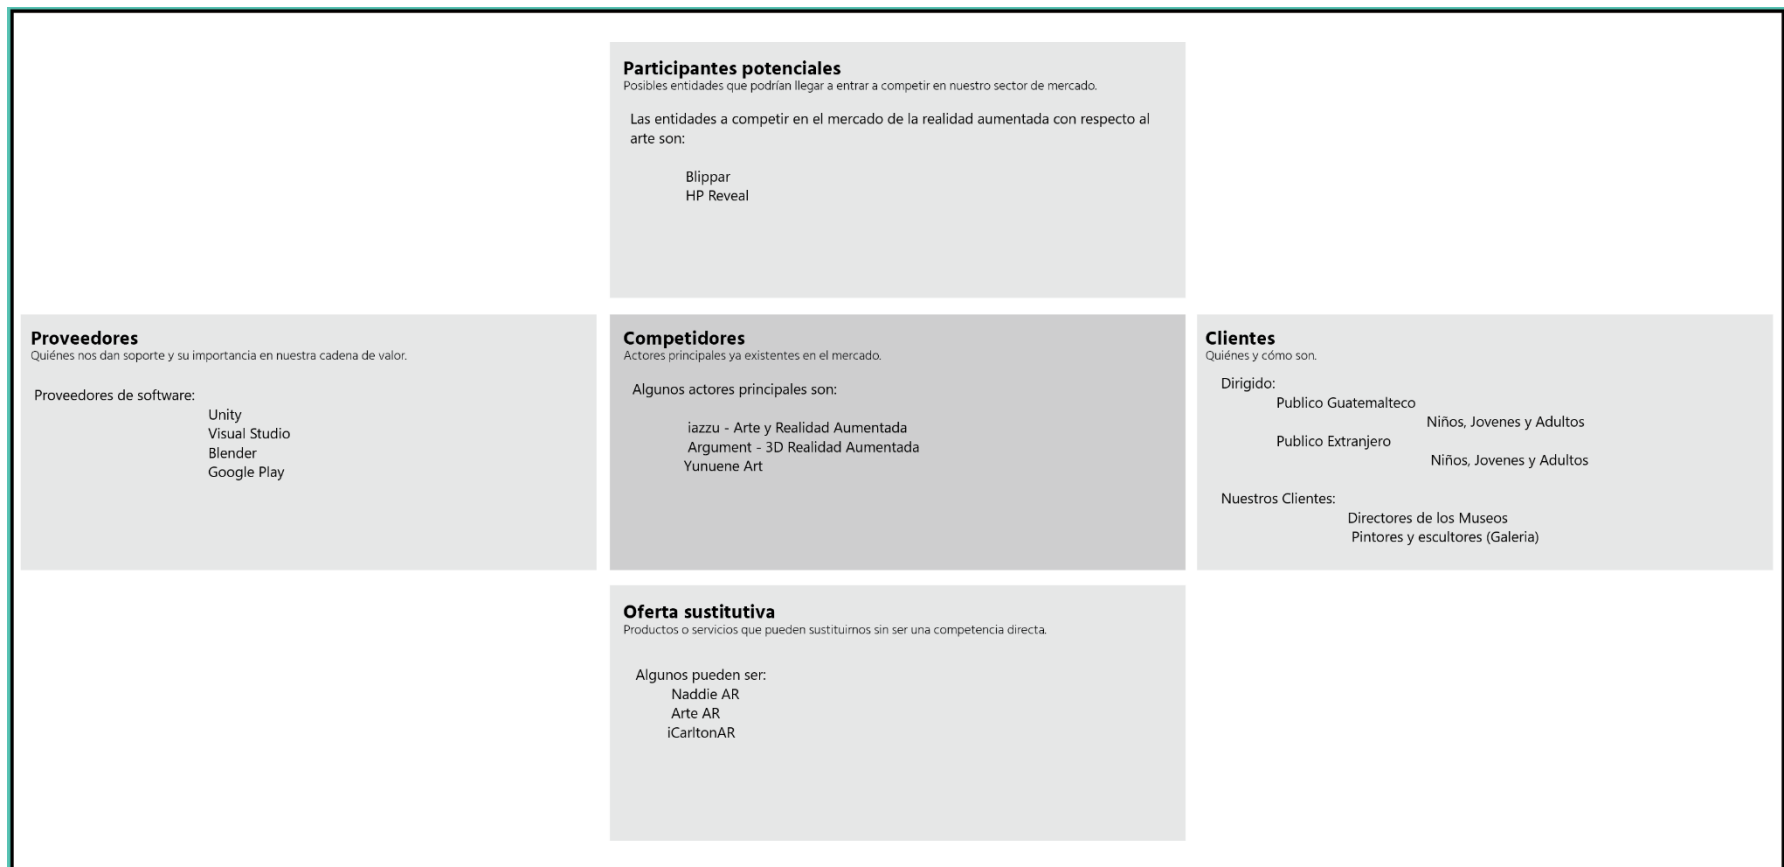 Participantes potenciales
Posibles entidades que podrían llegar a entrar a competir en nuestro sector de mercado.
Las entidades a competir en el mercado de la realidad aumentada con respecto al
arte son:
Blippar
HP Reveal
Proveedores
Quiénes nos dan soporte y su importancia en nuestra cadena de valor.
Proveedores de software:
Unity
Visual Studio
Blender
Google Play
Competidores
Actores principales ya existentes en el mercado.
Algunos actores principales son:
iazzu - Arte y Realidad Aumentada
Argument - 3D Realidad Aumentada
Yunuene Art
Clientes
Quiénes y cómo son.
Dirigido:
Publico Guatemalteco
Niños, Jovenes y Adultos
Publico Extranjero
Niños, Jovenes y Adultos
Nuestros Clientes:
Directores de los Museos
Pintores y escultores (Galeria)
Oferta sustitutiva
Productos o servicios que pueden sustituirnos sin ser una competencia directa.
Algunos pueden ser:
Naddie AR
Arte AR
iCarltonAR